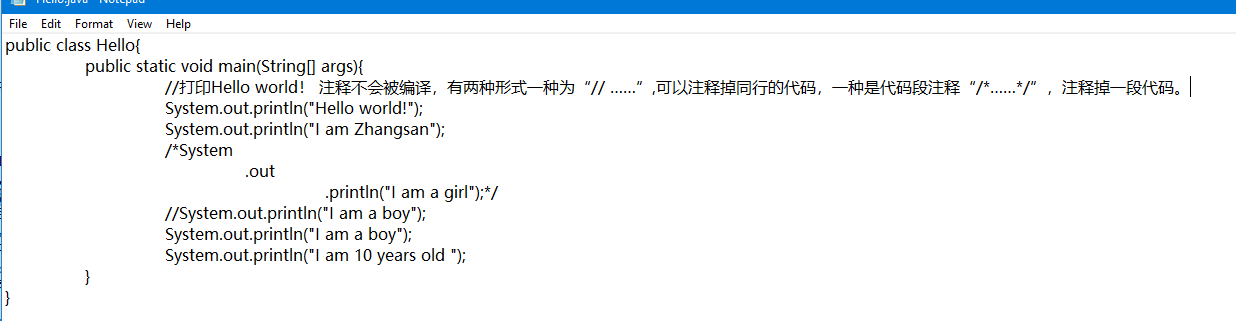 Hello.java - Notepad
File Edit Format View Help
public class Hello{
public static void main(String[] args){
//打印Hello world！ 注释不会被编译，有两种形式一种为“// ......”,可以注释掉同行的代码，一种是代码段注释“/*......*/”，注释掉一段代码。
System.out.println("Hello world!");
System.out.println("I am Zhangsan");
/*System
.out
.println("I am a girl");*/
//System.out.println("I am a boy");
System.out.println("I am a boy");
System.out.println("I am 10 years old ");
}
}